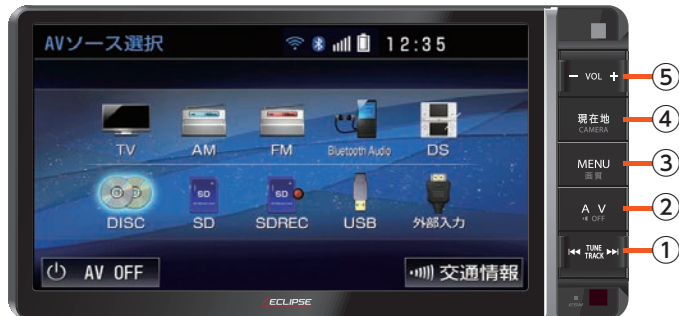 AVソース選択 12:35
TV AM FM Bluetooth Audio DS
DISC SD SDREC USB 外部入力
AV OFF 交通情報
ECLIPSE
− VOL + ⑤
現在地 ④
CAMERA
MENU ③
画質
A V ②
OFF
TUNE ①
TRACK